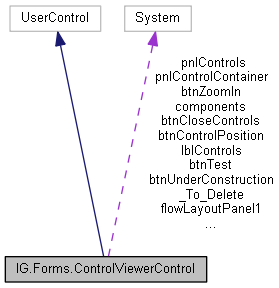 UserControl
System
pnlControls
pnlControlContainer
btnZoomIn
components
btnCloseControls
btnControlPosition
lblControls
btnTest
btnUnderConstruction
_To_Delete
flowLayoutPanel1
...
IG.Forms.ControlViewerControl